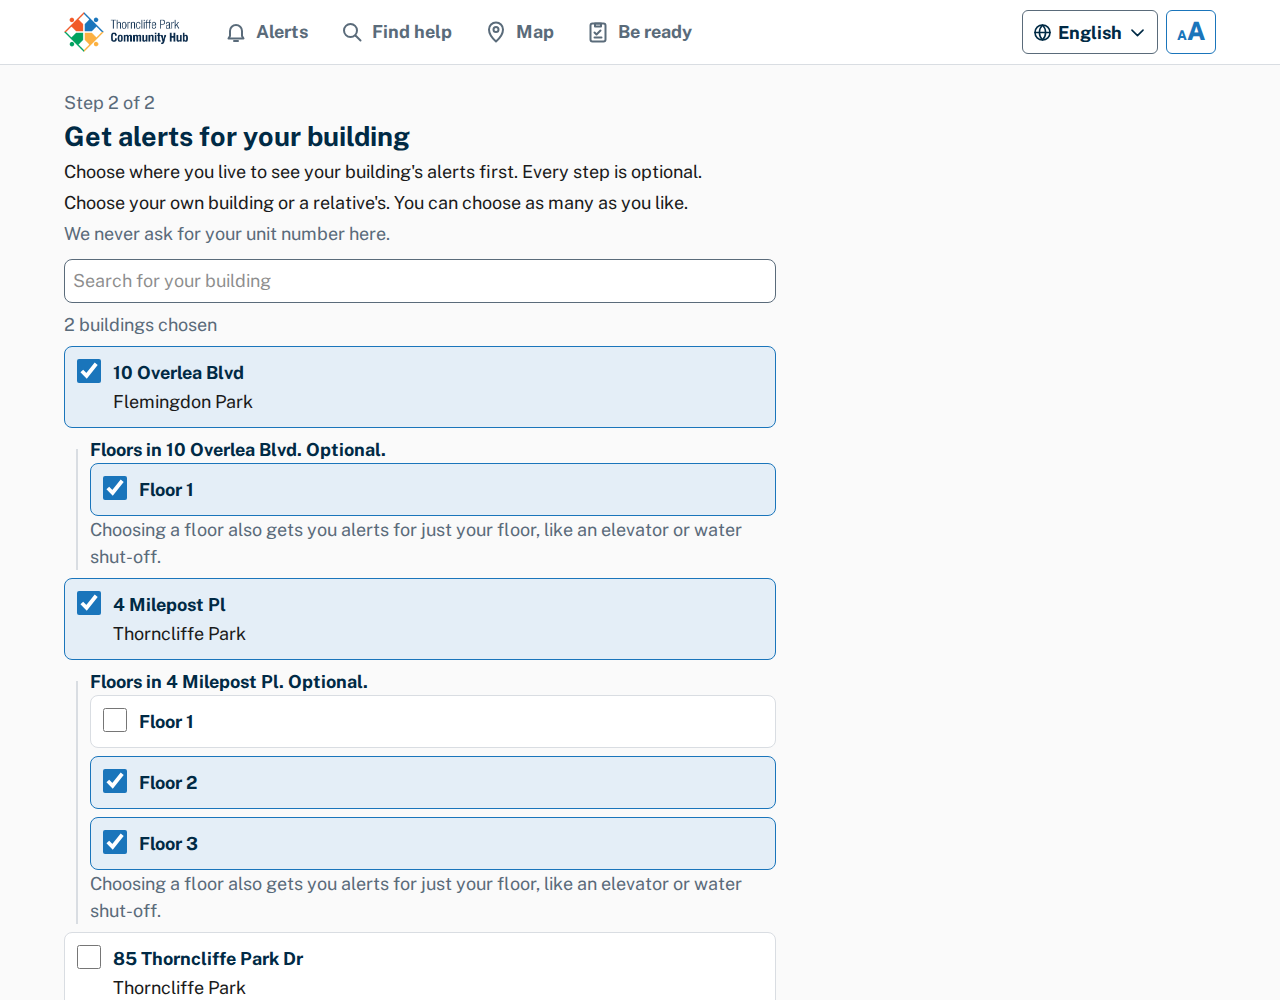 Thorncliffe Park
Community Hub
Alerts
Find help
Map
Be ready
English
AA
Step 2 of 2
Get alerts for your building
Choose where you live to see your building's alerts first. Every step is optional.
Choose your own building or a relative's. You can choose as many as you like.
We never ask for your unit number here.
Search for your building
2 buildings chosen
10 Overlea Blvd
Flemingdon Park
Floors in 10 Overlea Blvd. Optional.
Floor 1
Choosing a floor also gets you alerts for just your floor, like an elevator or water
shut-off.
4 Milepost Pl
Thorncliffe Park
Floors in 4 Milepost Pl. Optional.
Floor 1
Floor 2
Floor 3
Choosing a floor also gets you alerts for just your floor, like an elevator or water
shut-off.
85 Thorncliffe Park Dr
Thorncliffe Park